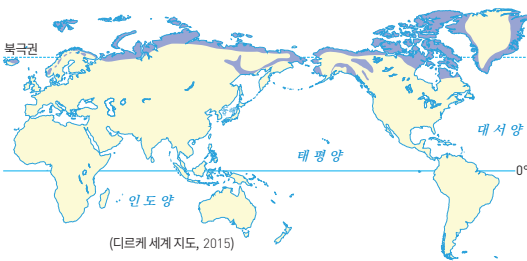 북극권
대 서 양
태 평 양
0°
인 도 양
(디르케 세계 지도, 2015)